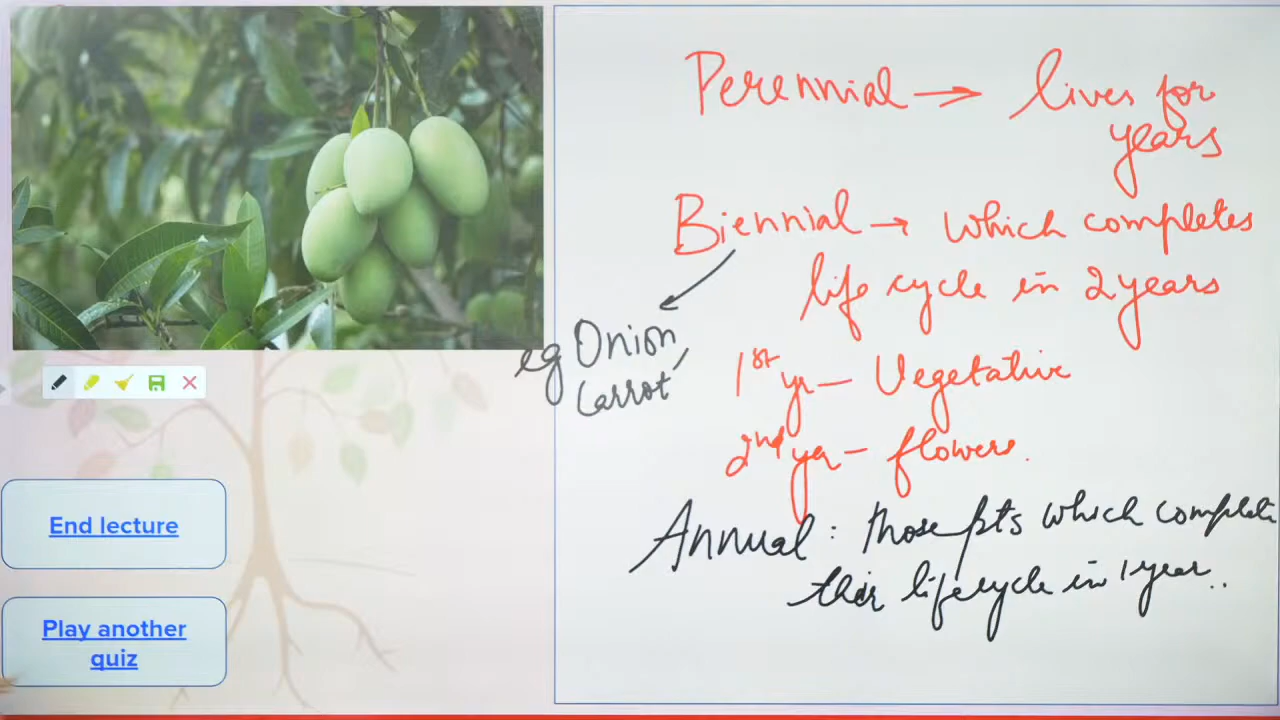 Perennial → lives for
years
Biennial → which completes
life cycle in 2 years
eg Onion,
Carrot
1st yr - Vegetative
2nd yr - flowers.
Annual : those pts which complete
their lifecycle in 1 year..
End lecture
Play another
quiz